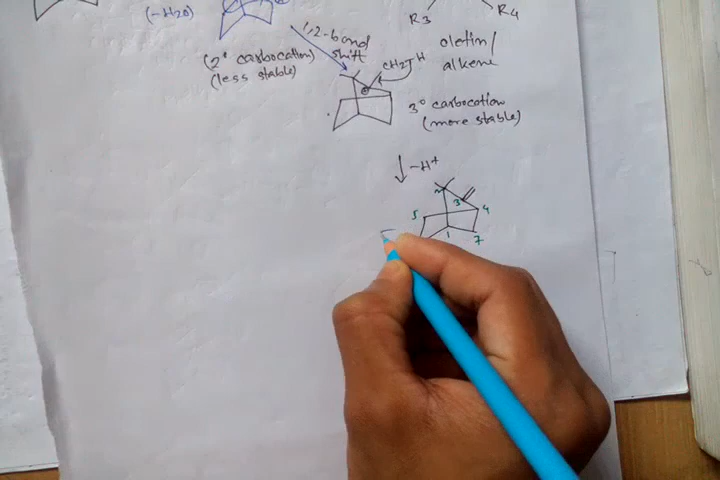 (-H2O)
R3 R4
1,2-bond
shift
(2° carbocation)
(less stable)
olefin/
alkene
CH2-H
⊕
3° carbocation
(more stable)
-H+
2
3
5
4
1
7